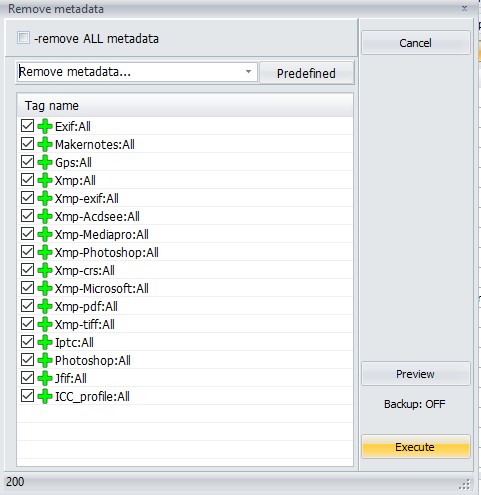 Remove metadata
-remove ALL metadata
Cancel
Remove metadata...
Predefined
Tag name
Exif:All
Makernotes:All
Gps:All
Xmp:All
Xmp-exif:All
Xmp-Acdsee:All
Xmp-Mediapro:All
Xmp-Photoshop:All
Xmp-crs:All
Xmp-Microsoft:All
Xmp-pdf:All
Xmp-tiff:All
Iptc:All
Photoshop:All
Jfif:All
ICC_profile:All
Preview
Backup: OFF
Execute
200